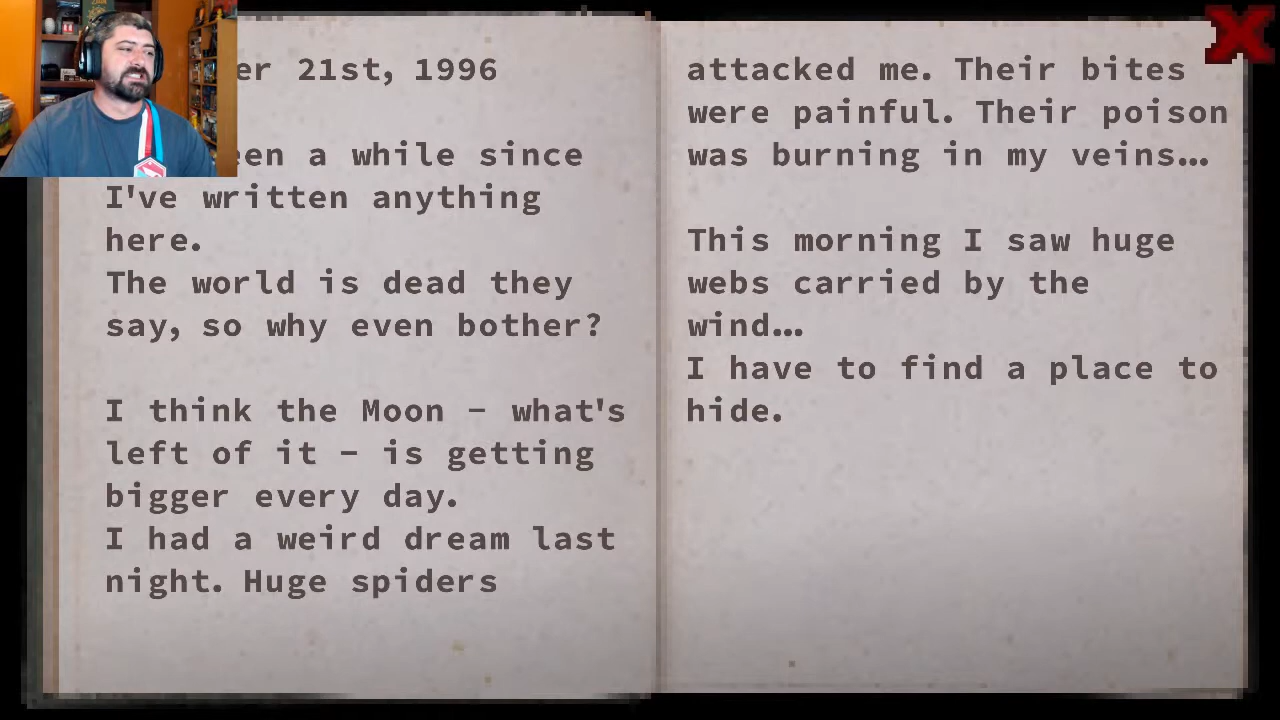 er 21st, 1996
een a while since
I've written anything
here.
The world is dead they
say, so why even bother?
I think the Moon – what's
left of it – is getting
bigger every day.
I had a weird dream last
night. Huge spiders
attacked me. Their bites
were painful. Their poison
was burning in my veins…
This morning I saw huge
webs carried by the
wind…
I have to find a place to
hide.